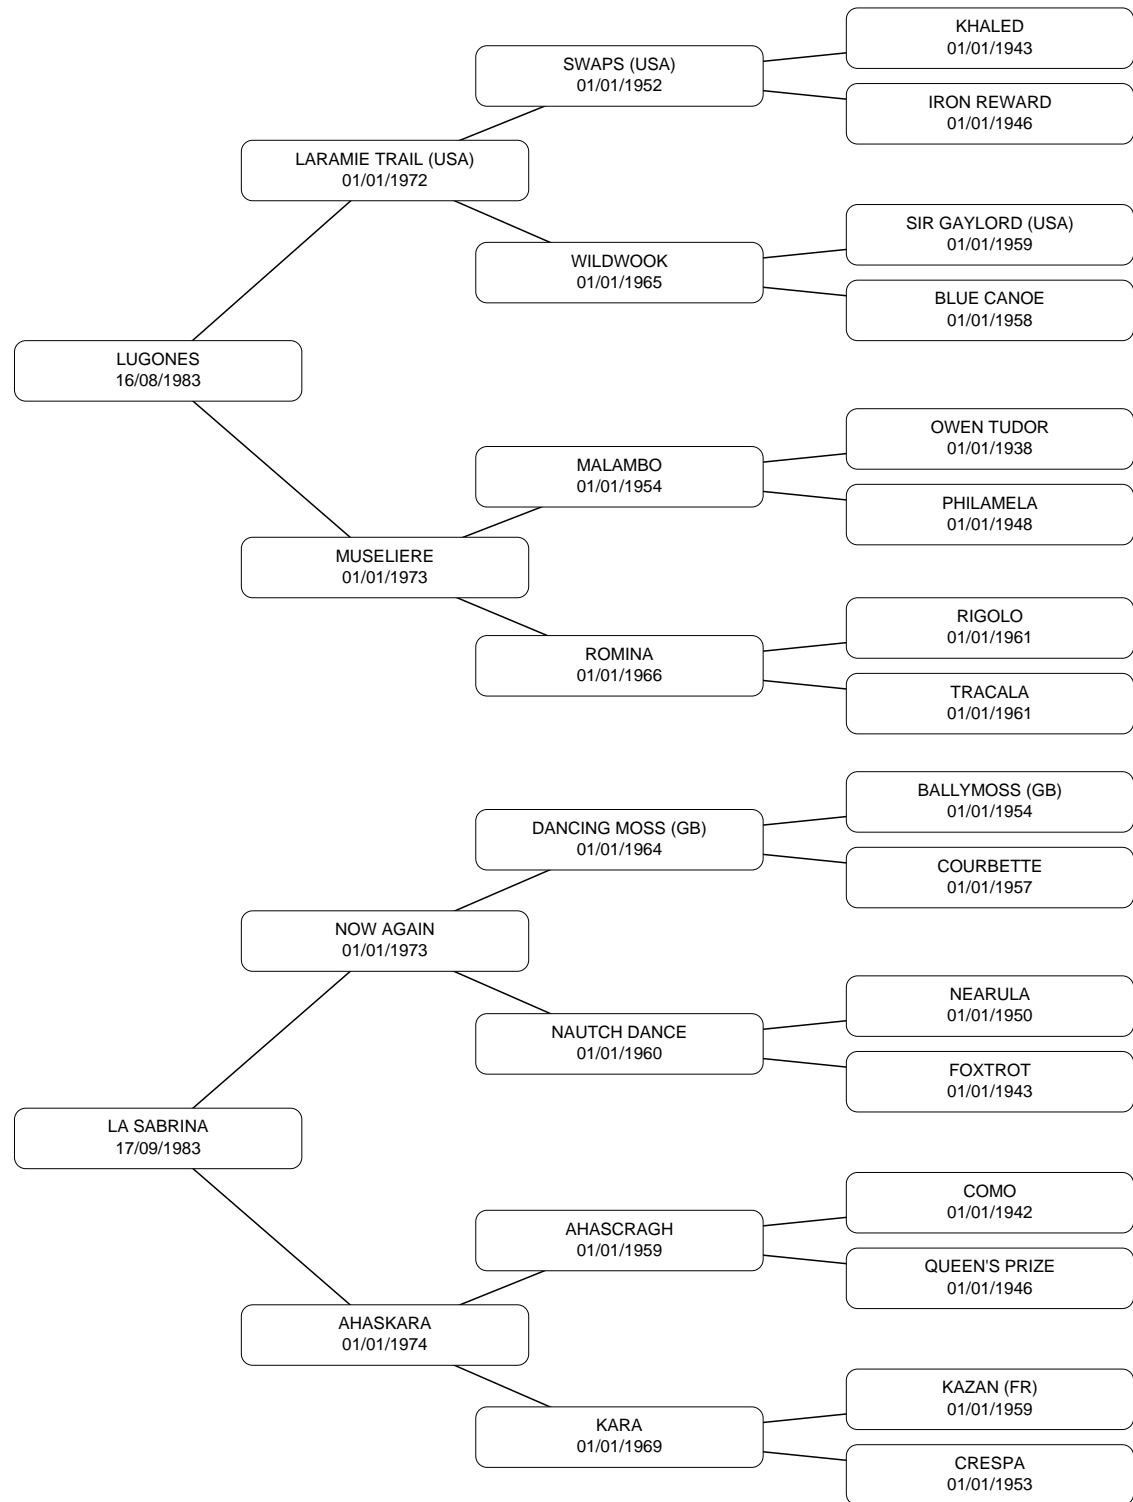 KHALED
01/01/1943
SWAPS (USA)
01/01/1952
IRON REWARD
01/01/1946
LARAMIE TRAIL (USA)
01/01/1972
SIR GAYLORD (USA)
01/01/1959
WILDWOOK
01/01/1965
BLUE CANOE
01/01/1958
LUGONES
16/08/1983
OWEN TUDOR
01/01/1938
MALAMBO
01/01/1954
PHILAMELA
01/01/1948
MUSELIERE
01/01/1973
RIGOLO
01/01/1961
ROMINA
01/01/1966
TRACALA
01/01/1961
BALLYMOSS (GB)
01/01/1954
DANCING MOSS (GB)
01/01/1964
COURBETTE
01/01/1957
NOW AGAIN
01/01/1973
NEARULA
01/01/1950
NAUTCH DANCE
01/01/1960
FOXTROT
01/01/1943
LA SABRINA
17/09/1983
COMO
01/01/1942
AHASCRAGH
01/01/1959
QUEEN'S PRIZE
01/01/1946
AHASKARA
01/01/1974
KAZAN (FR)
01/01/1959
KARA
01/01/1969
CRESPA
01/01/1953